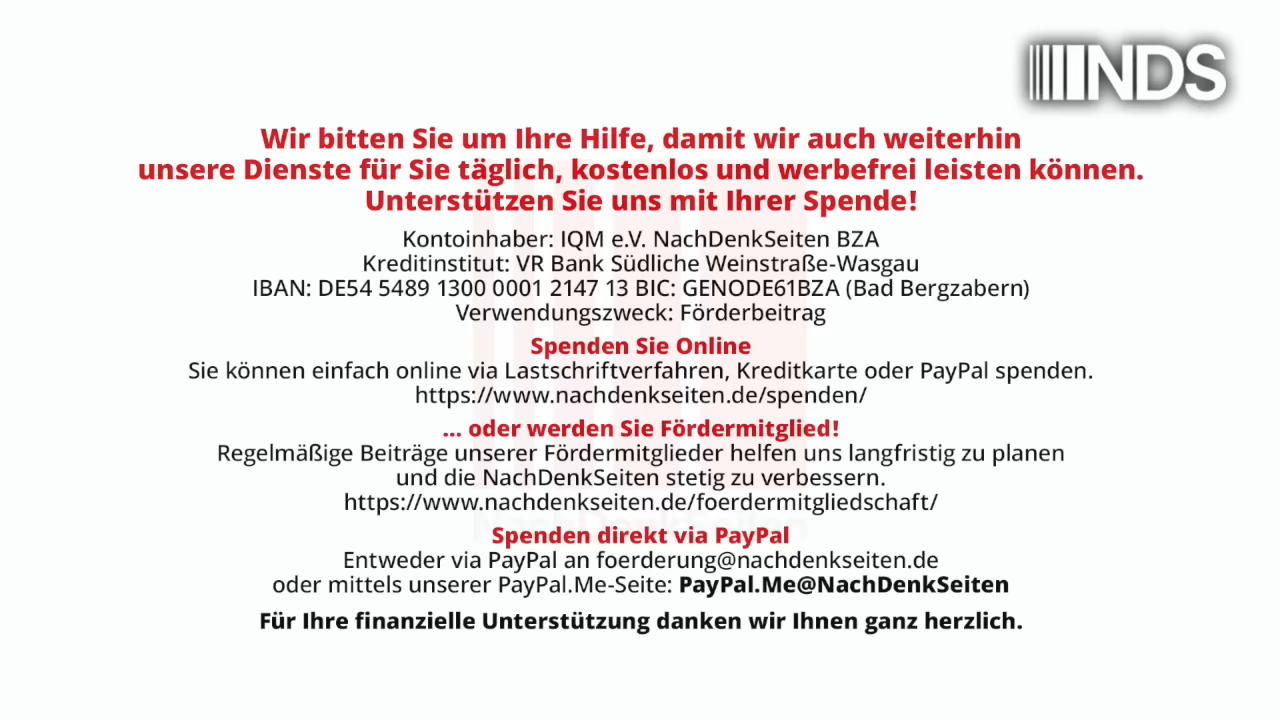 NDS
Wir bitten Sie um Ihre Hilfe, damit wir auch weiterhin
unsere Dienste für Sie täglich, kostenlos und werbefrei leisten können.
Unterstützen Sie uns mit Ihrer Spende!
Kontoinhaber: IQM e.V. NachDenkSeiten BZA
Kreditinstitut: VR Bank Südliche Weinstraße-Wasgau
IBAN: DE54 5489 1300 0001 2147 13 BIC: GENODE61BZA (Bad Bergzabern)
Verwendungszweck: Förderbeitrag
Spenden Sie Online
Sie können einfach online via Lastschriftverfahren, Kreditkarte oder PayPal spenden.
https://www.nachdenkseiten.de/spenden/
... oder werden Sie Fördermitglied!
Regelmäßige Beiträge unserer Fördermitglieder helfen uns langfristig zu planen
und die NachDenkSeiten stetig zu verbessern.
https://www.nachdenkseiten.de/foerdermitgliedschaft/
Spenden direkt via PayPal
Entweder via PayPal an foerderung@nachdenkseiten.de
oder mittels unserer PayPal.Me-Seite: PayPal.Me@NachDenkSeiten
Für Ihre finanzielle Unterstützung danken wir Ihnen ganz herzlich.